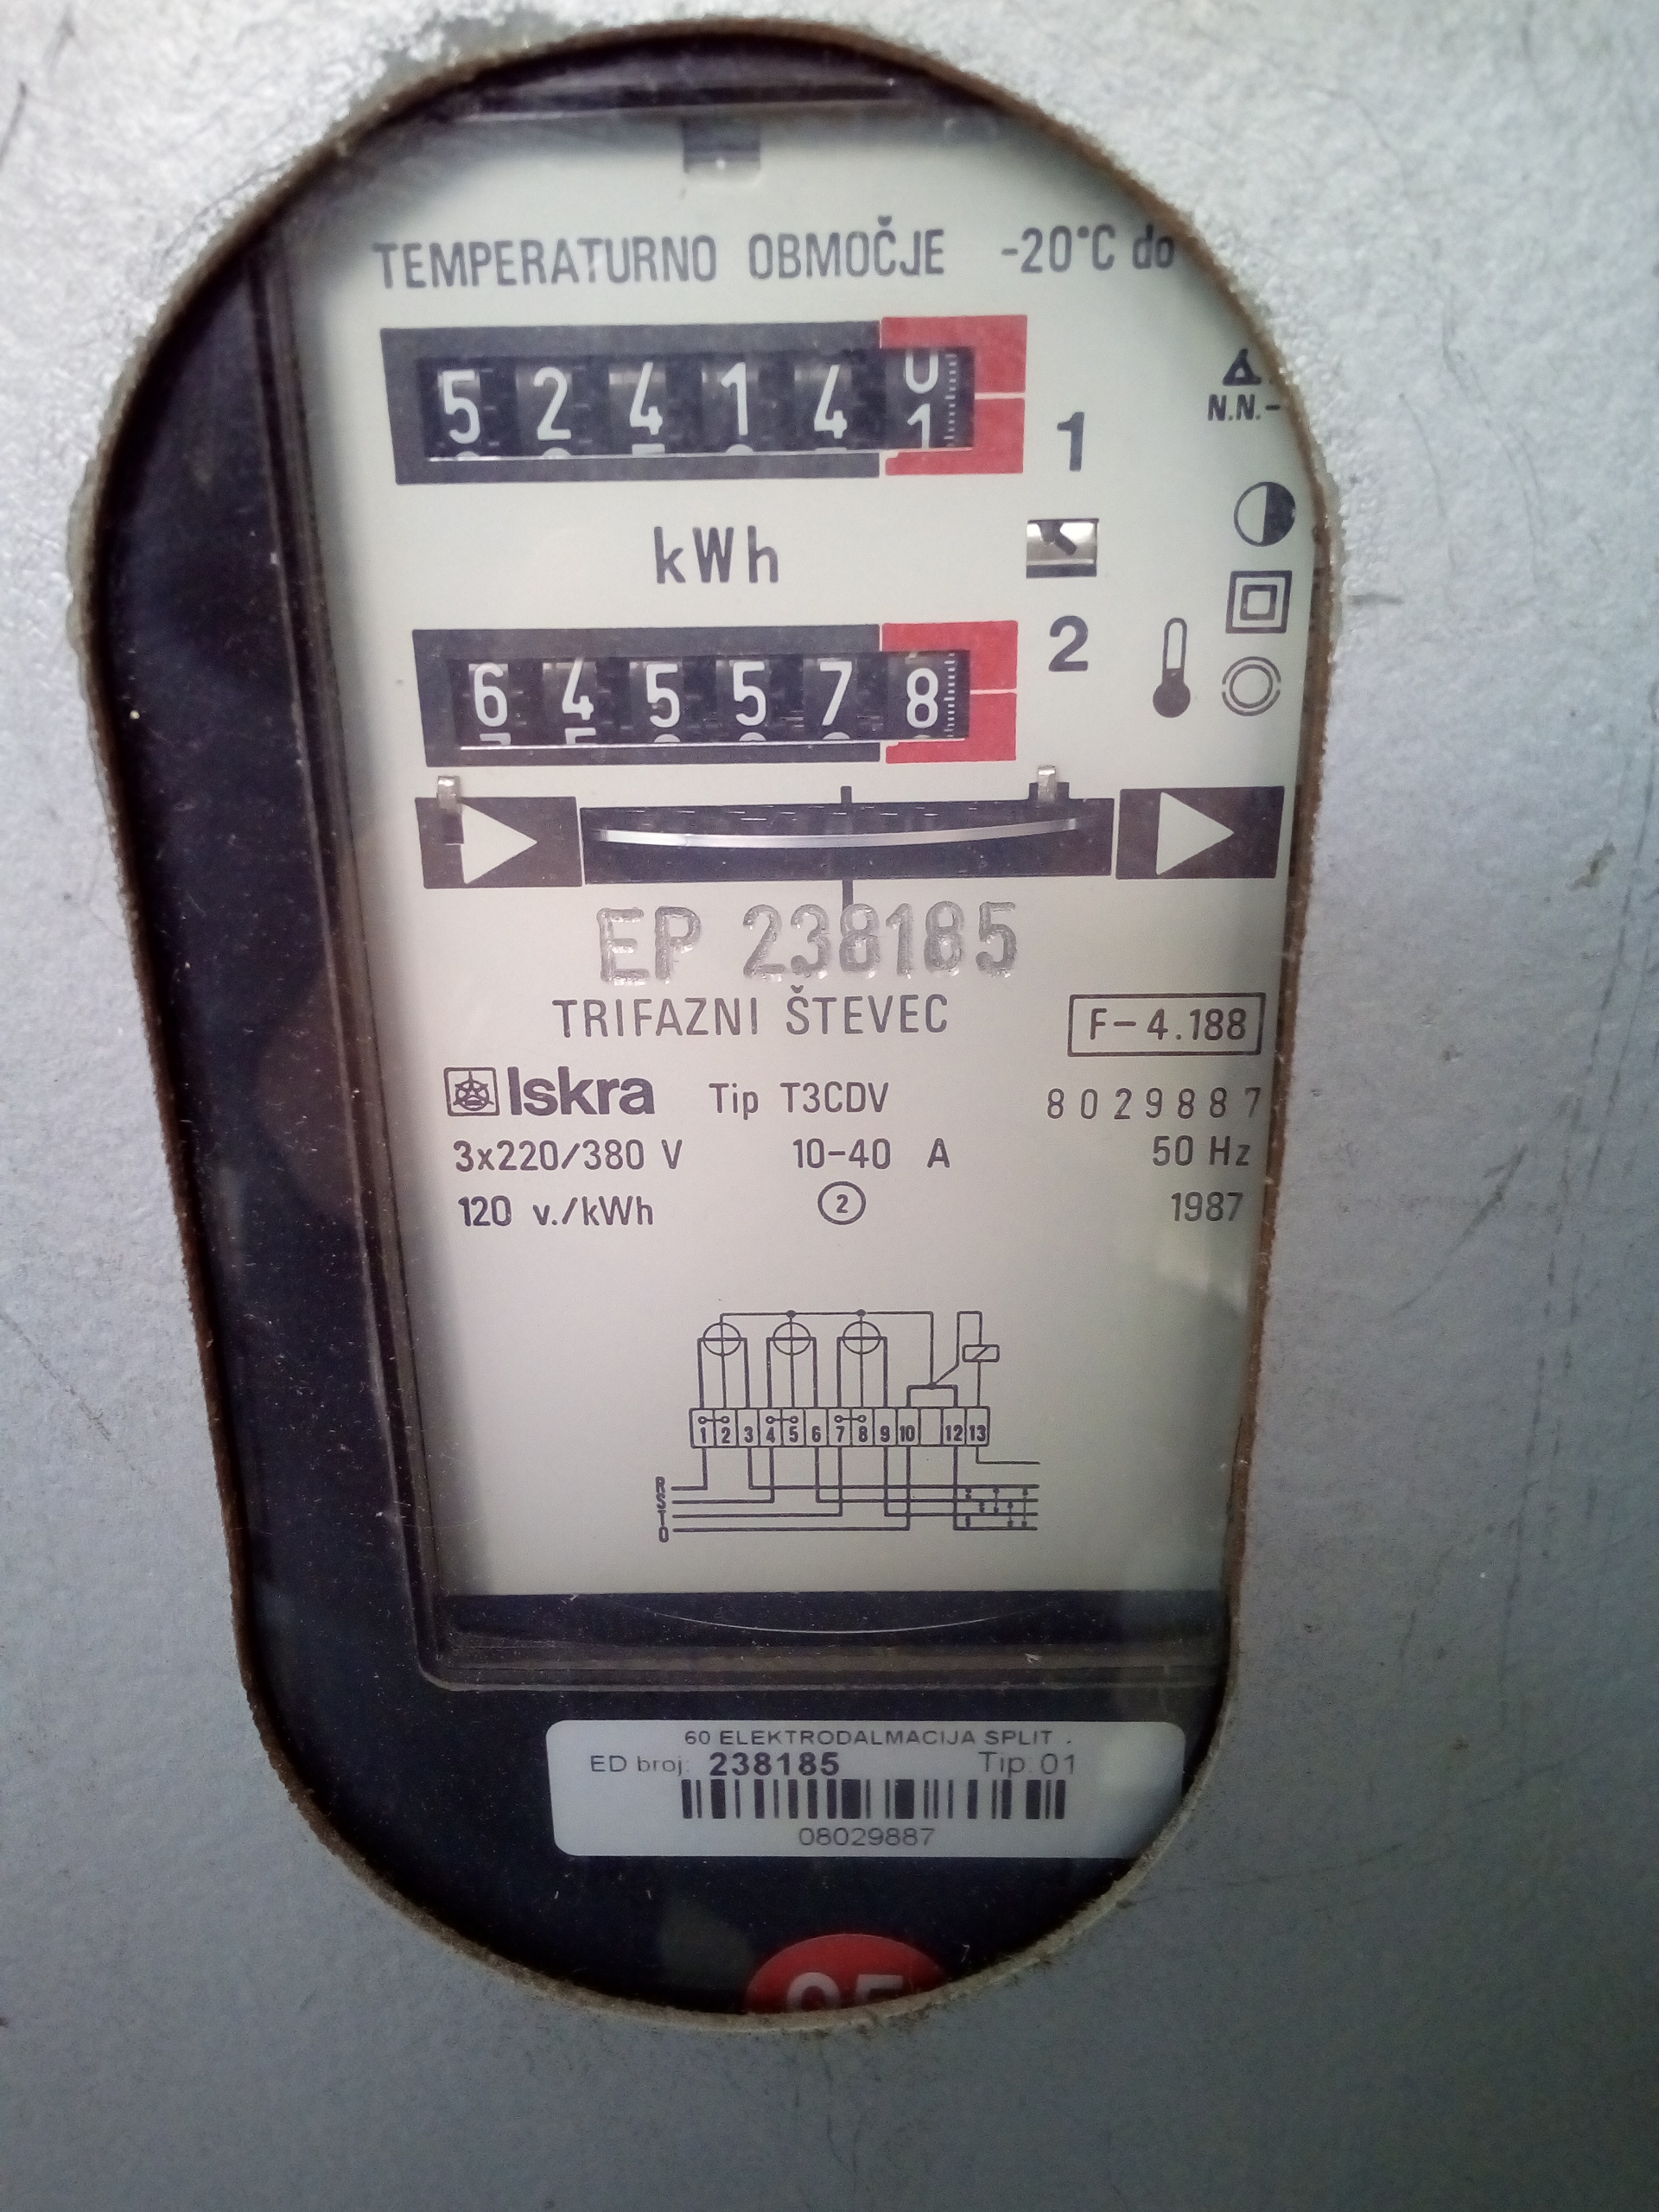 TEMPERATURNO OBMOČJE -20°C do
5 2 4 1 4 0
1
1
N.N.-
kWh
2
6 4 5 5 7 8
EP 238185
TRIFAZNI ŠTEVEC
F-4.188
Iskra Tip T3CDV 8029887
3x220/380 V 10-40 A 50 Hz
120 v./kWh 2 1987
1 2 3 4 5 6 7 8 9 10 12 13
R
S
T
0
60 ELEKTRODALMACIJA SPLIT .
ED broj: 238185 Tip. 01
08029887